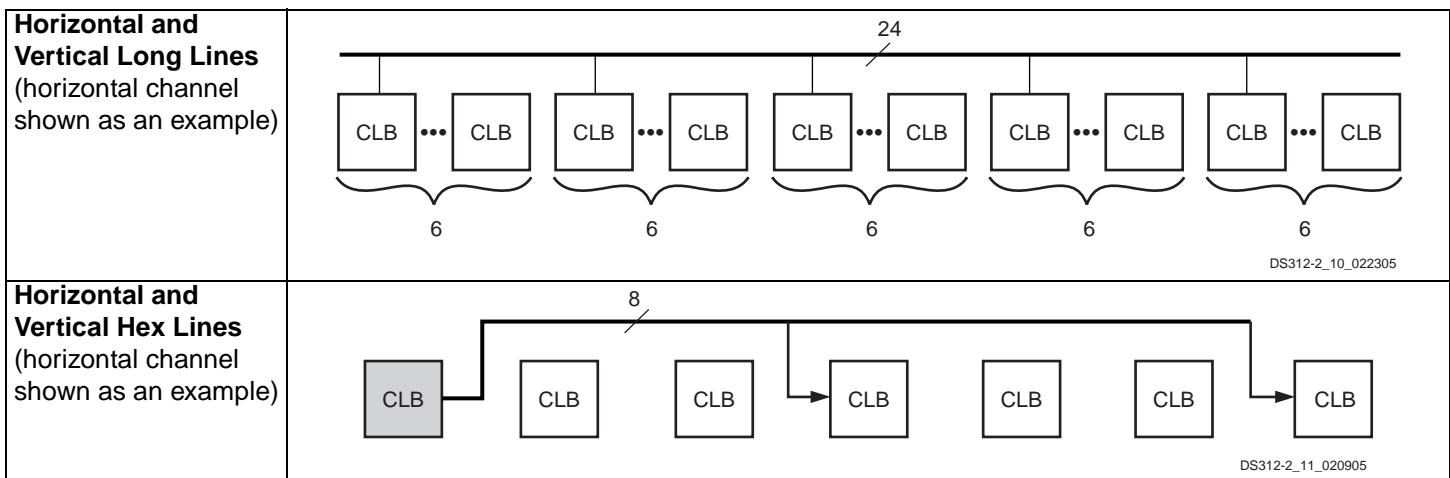 Horizontal and
Vertical Long Lines
(horizontal channel
shown as an example)
24
CLB ••• CLB CLB ••• CLB CLB ••• CLB CLB ••• CLB CLB ••• CLB
6 6 6 6 6
DS312-2_10_022305
Horizontal and
Vertical Hex Lines
(horizontal channel
shown as an example)
8
CLB CLB CLB CLB CLB CLB CLB
DS312-2_11_020905